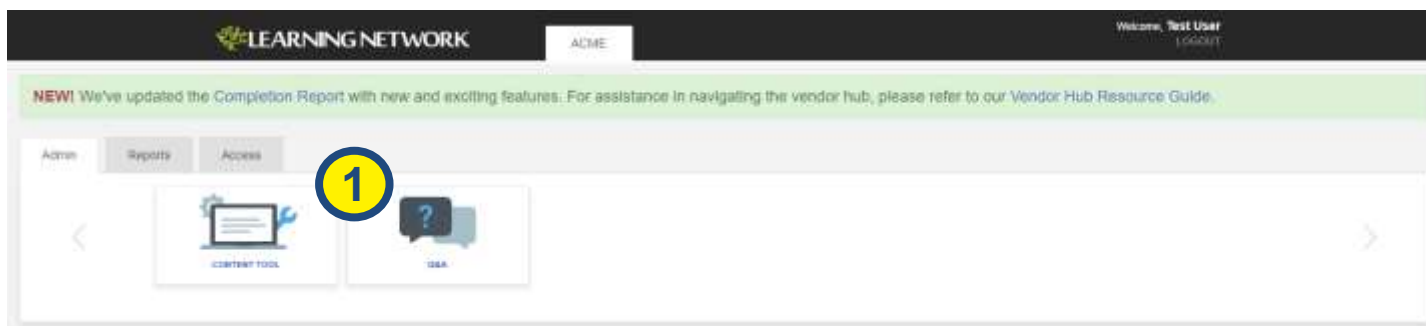 LEARNING NETWORK
ACME
Welcome, Test User
LOGOUT
NEW! We've updated the Completion Report with new and exciting features. For assistance in navigating the vendor hub, please refer to our Vendor Hub Resource Guide.
Admin Reports Access
1
?
CONTENT TOOL Q&A